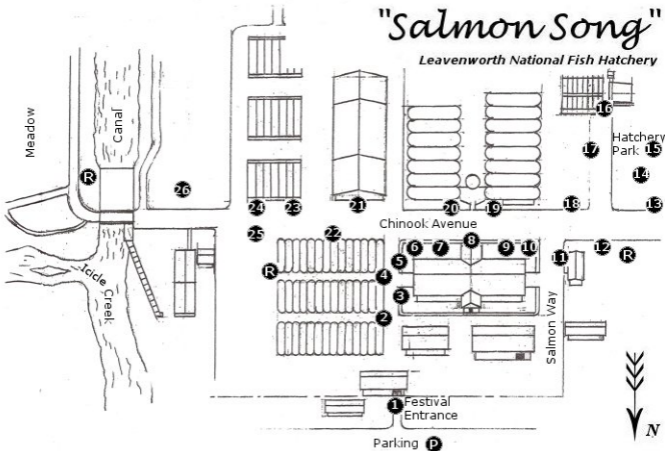 "Salmon Song"
Leavenworth National Fish Hatchery
Meadow
Canal
R
26
24
23
21
20
19
18
17
16
Hatchery
Park
15
14
13
25
22
Chinook Avenue
R
4
5
6
7
8
9
10
11
12
R
3
2
Icicle
Creek
Salmon Way
1
Festival
Entrance
Parking
P
N